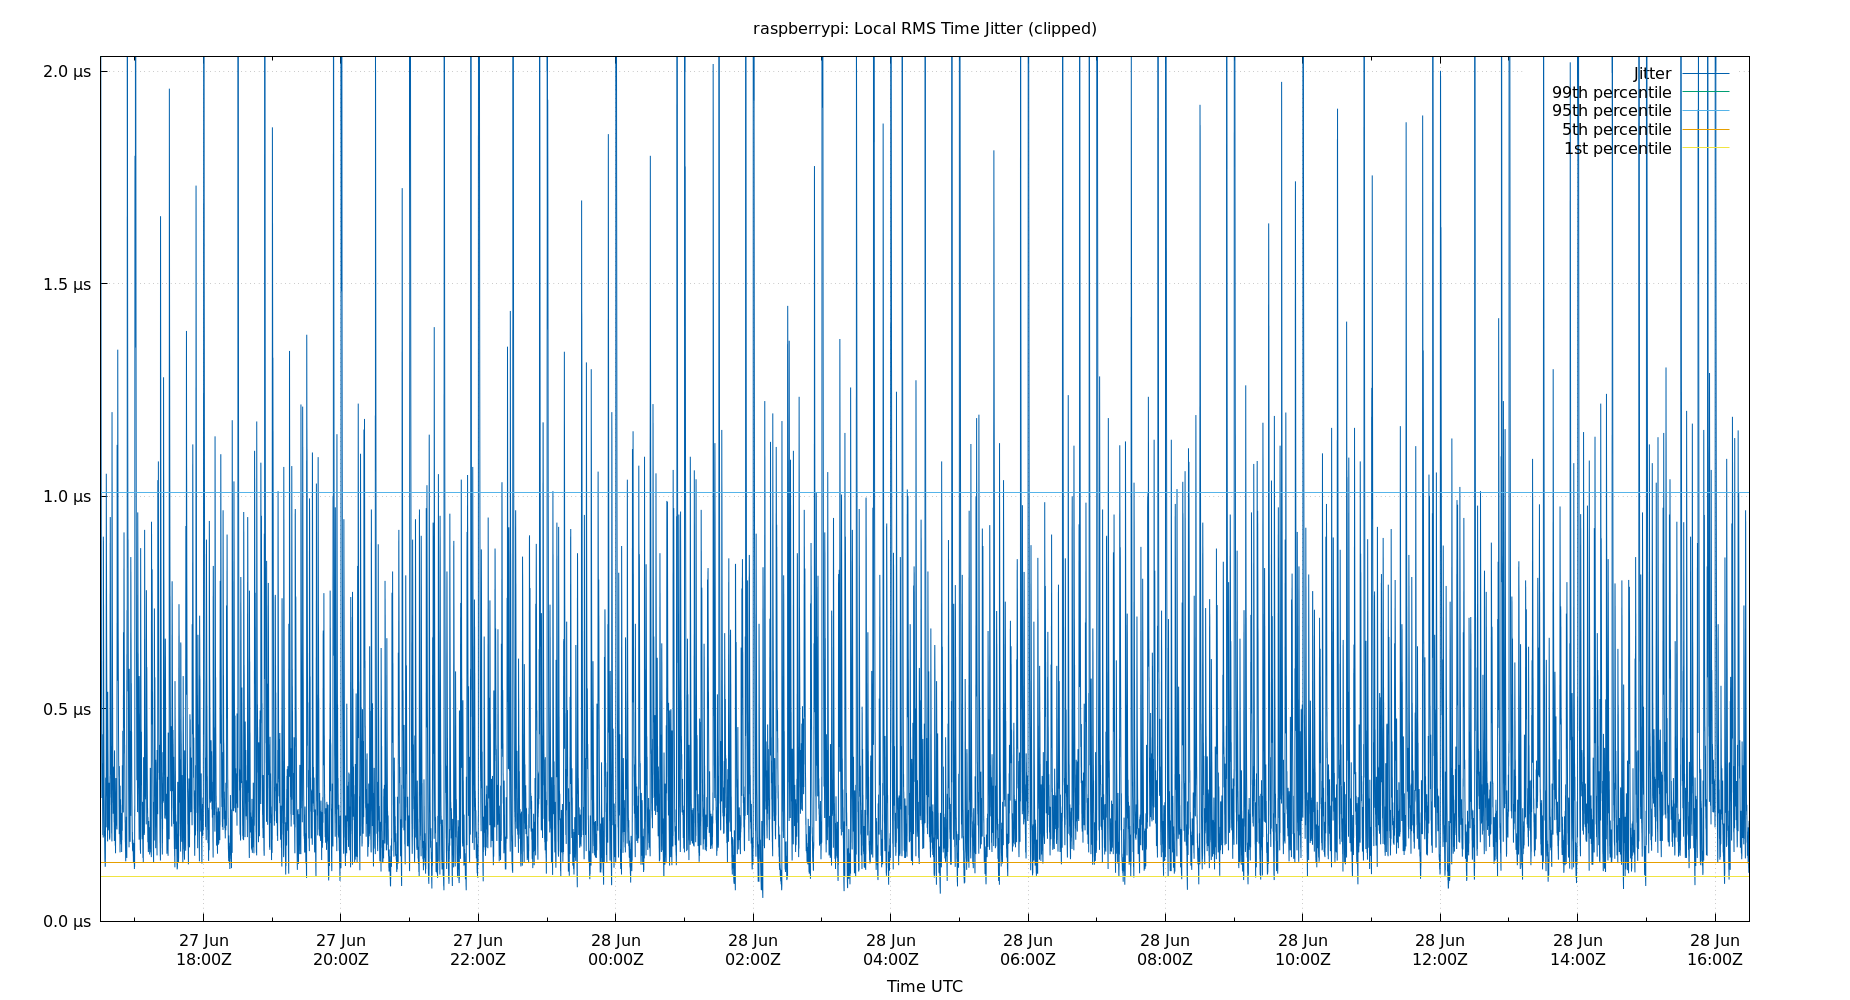 raspberrypi: Local RMS Time Jitter (clipped)
2.0 µs
1.5 µs
1.0 µs
0.5 µs
0.0 µs
Jitter
99th percentile
95th percentile
5th percentile
1st percentile
27 Jun 27 Jun 27 Jun 28 Jun 28 Jun 28 Jun 28 Jun 28 Jun 28 Jun 28 Jun 28 Jun 28 Jun
18:00Z 20:00Z 22:00Z 00:00Z 02:00Z 04:00Z 06:00Z 08:00Z 10:00Z 12:00Z 14:00Z 16:00Z
Time UTC